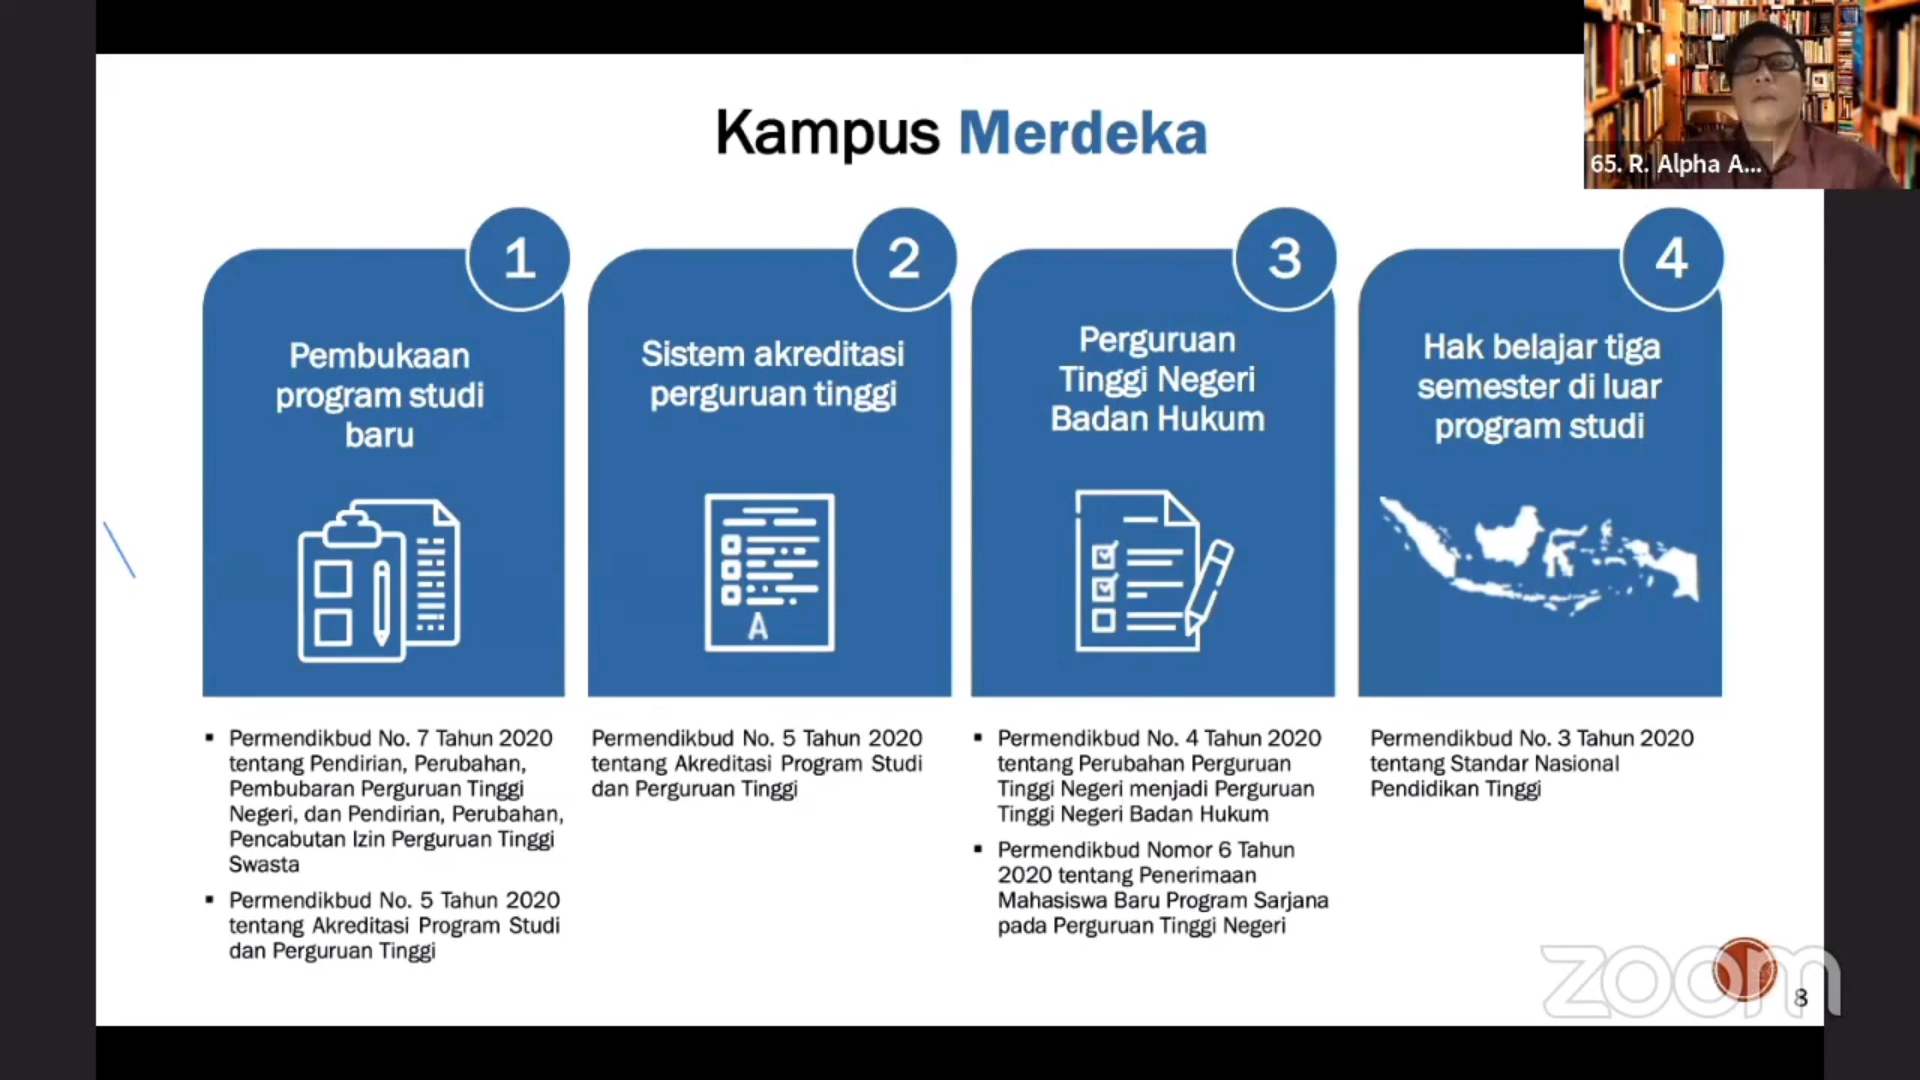 Kampus Merdeka
65. R. Alpha A...
1
Pembukaan
program studi
baru
2
Sistem akreditasi
perguruan tinggi
A
3
Perguruan
Tinggi Negeri
Badan Hukum
4
Hak belajar tiga
semester di luar
program studi
▪ Permendikbud No. 7 Tahun 2020
tentang Pendirian, Perubahan,
Pembubaran Perguruan Tinggi
Negeri, dan Pendirian, Perubahan,
Pencabutan Izin Perguruan Tinggi
Swasta
▪ Permendikbud No. 5 Tahun 2020
tentang Akreditasi Program Studi
dan Perguruan Tinggi
Permendikbud No. 5 Tahun 2020
tentang Akreditasi Program Studi
dan Perguruan Tinggi
▪ Permendikbud No. 4 Tahun 2020
tentang Perubahan Perguruan
Tinggi Negeri menjadi Perguruan
Tinggi Negeri Badan Hukum
▪ Permendikbud Nomor 6 Tahun
2020 tentang Penerimaan
Mahasiswa Baru Program Sarjana
pada Perguruan Tinggi Negeri
Permendikbud No. 3 Tahun 2020
tentang Standar Nasional
Pendidikan Tinggi
zoom
8